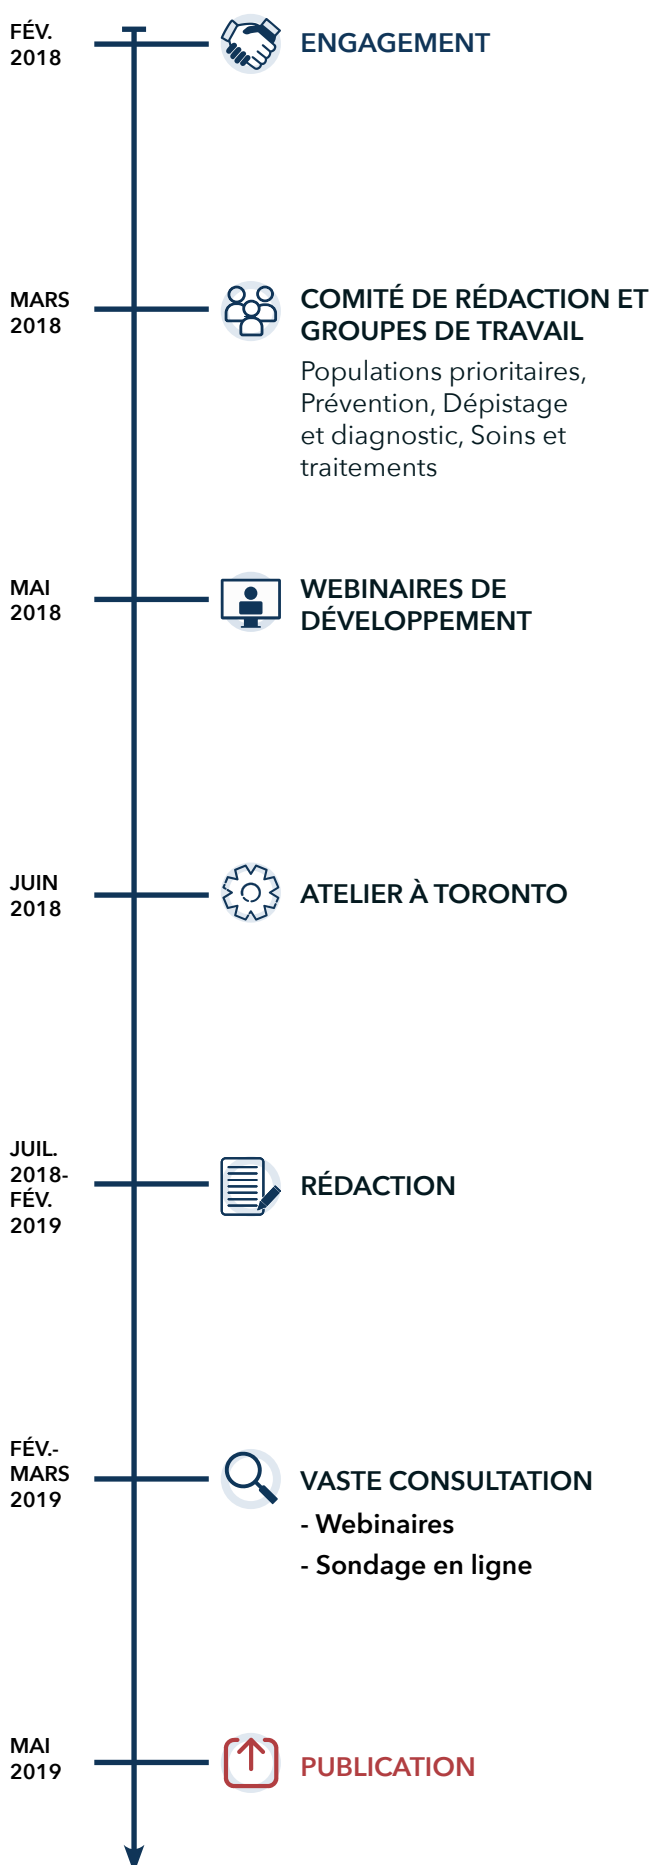 FÉV.
2018
ENGAGEMENT
MARS
2018
COMITÉ DE RÉDACTION ET
GROUPES DE TRAVAIL
Populations prioritaires,
Prévention, Dépistage
et diagnostic, Soins et
traitements
MAI
2018
WEBINAIRES DE
DÉVELOPPEMENT
JUIN
2018
ATELIER À TORONTO
JUIL.
2018-
FÉV.
2019
RÉDACTION
FÉV.-
MARS
2019
VASTE CONSULTATION
- Webinaires
- Sondage en ligne
MAI
2019
PUBLICATION